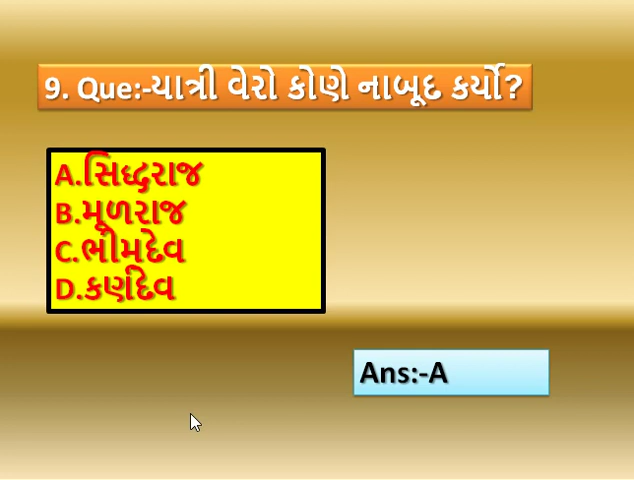 9. Que:-યાત્રી વેરો કોણે નાબૂદ કર્યો?
A.સિદ્ધરાજ
B.મૂળરાજ
C.ભીમદેવ
D.કર્ણદેવ
Ans:-A